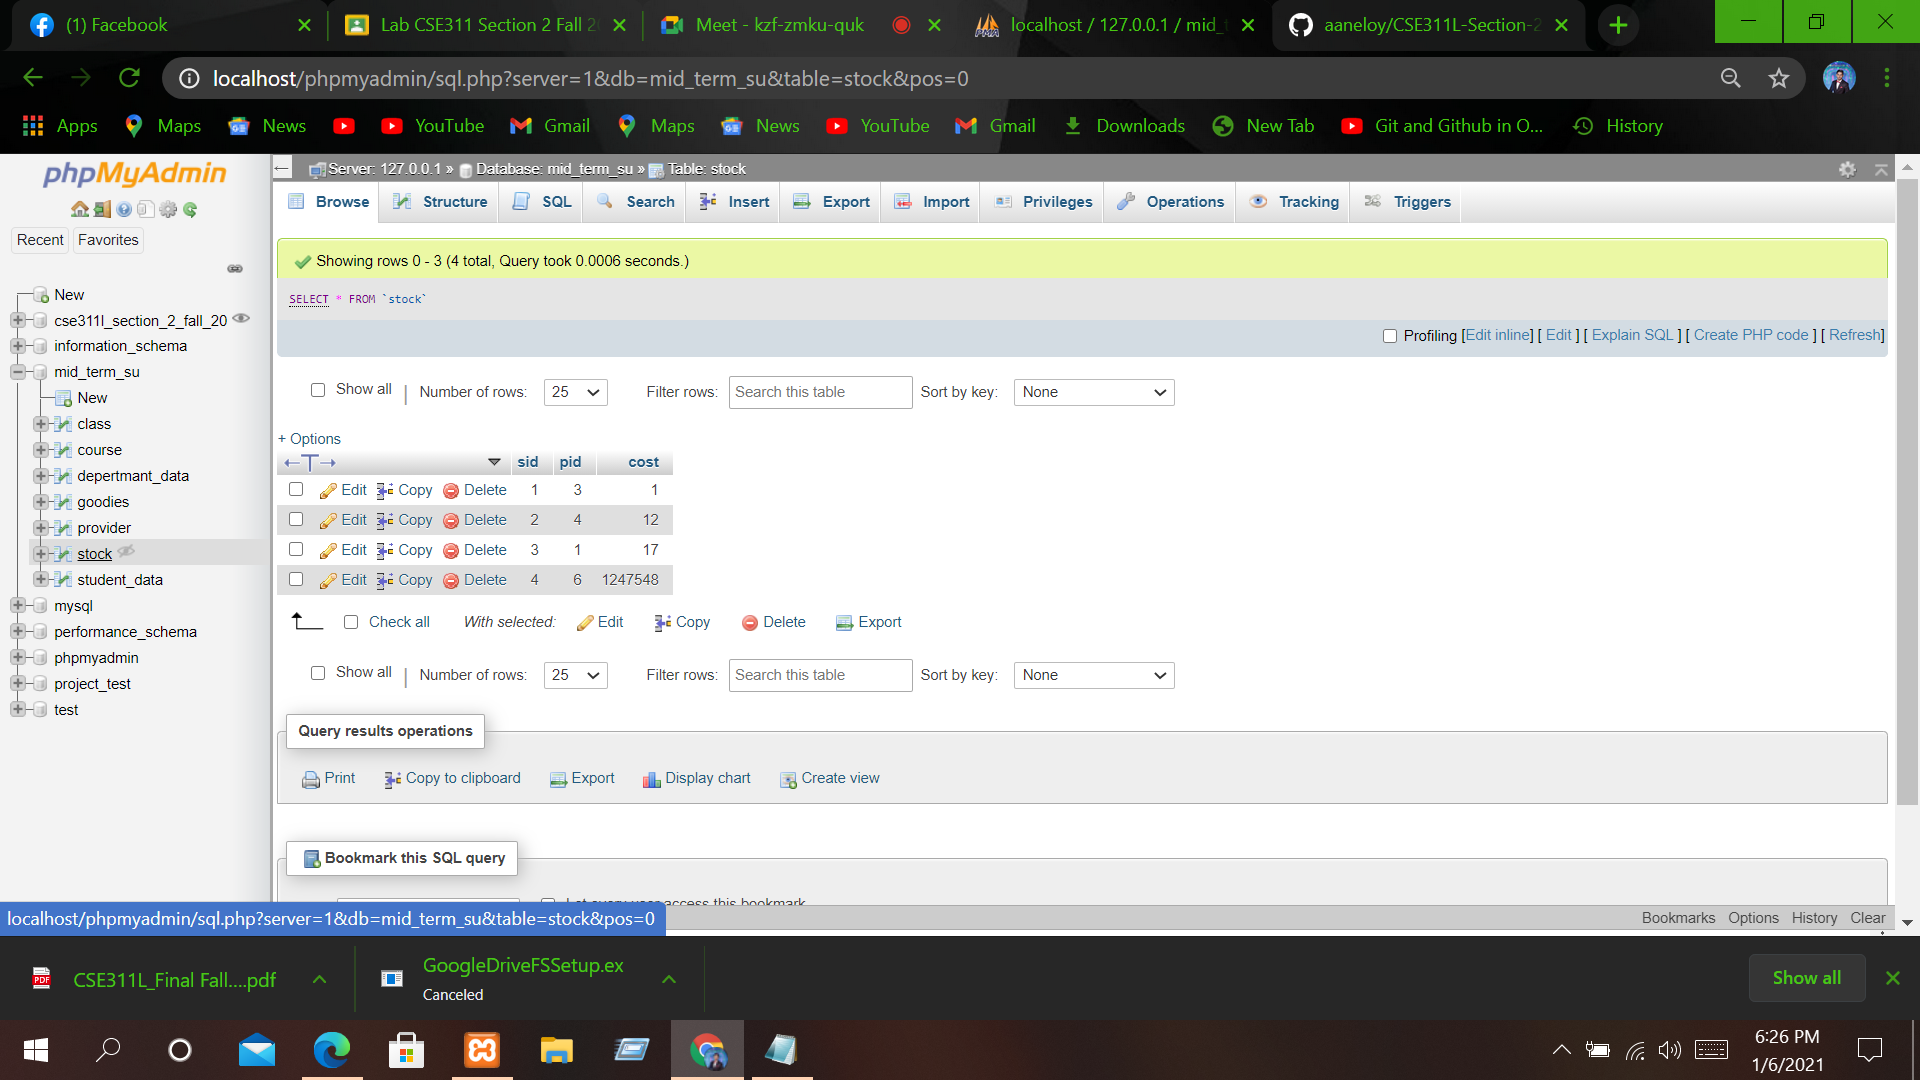 (1) Facebook
Lab CSE311 Section 2 Fall 2
Meet - kzf-zmku-quk
localhost / 127.0.0.1 / mid_t
aaneloy/CSE311L-Section-2
localhost/phpmyadmin/sql.php?server=1&db=mid_term_su&table=stock&pos=0
Apps Maps News YouTube Gmail Maps News YouTube Gmail Downloads New Tab Git and Github in O... History
phpMyAdmin
Recent Favorites
New
cse311l_section_2_fall_20
information_schema
mid_term_su
New
class
course
depertmant_data
goodies
provider
stock
student_data
mysql
performance_schema
phpmyadmin
project_test
test
Server: 127.0.0.1 » Database: mid_term_su » Table: stock
Browse Structure SQL Search Insert Export Import Privileges Operations Tracking Triggers
Showing rows 0 - 3 (4 total, Query took 0.0006 seconds.)
SELECT * FROM `stock`
Profiling [Edit inline] [ Edit ] [ Explain SQL ] [ Create PHP code ] [ Refresh]
Show all | Number of rows: 25 Filter rows: Search this table Sort by key: None
+ Options
←T→ sid pid cost
Edit Copy Delete 1 3 1
Edit Copy Delete 2 4 12
Edit Copy Delete 3 1 17
Edit Copy Delete 4 6 1247548
Check all With selected: Edit Copy Delete Export
Show all | Number of rows: 25 Filter rows: Search this table Sort by key: None
Query results operations
Print Copy to clipboard Export Display chart Create view
Bookmark this SQL query
Let every user access this bookmark
localhost/phpmyadmin/sql.php?server=1&db=mid_term_su&table=stock&pos=0
Bookmarks Options History Clear
CSE311L_Final Fall....pdf
GoogleDriveFSSetup.ex
Canceled
Show all
6:26 PM
1/6/2021